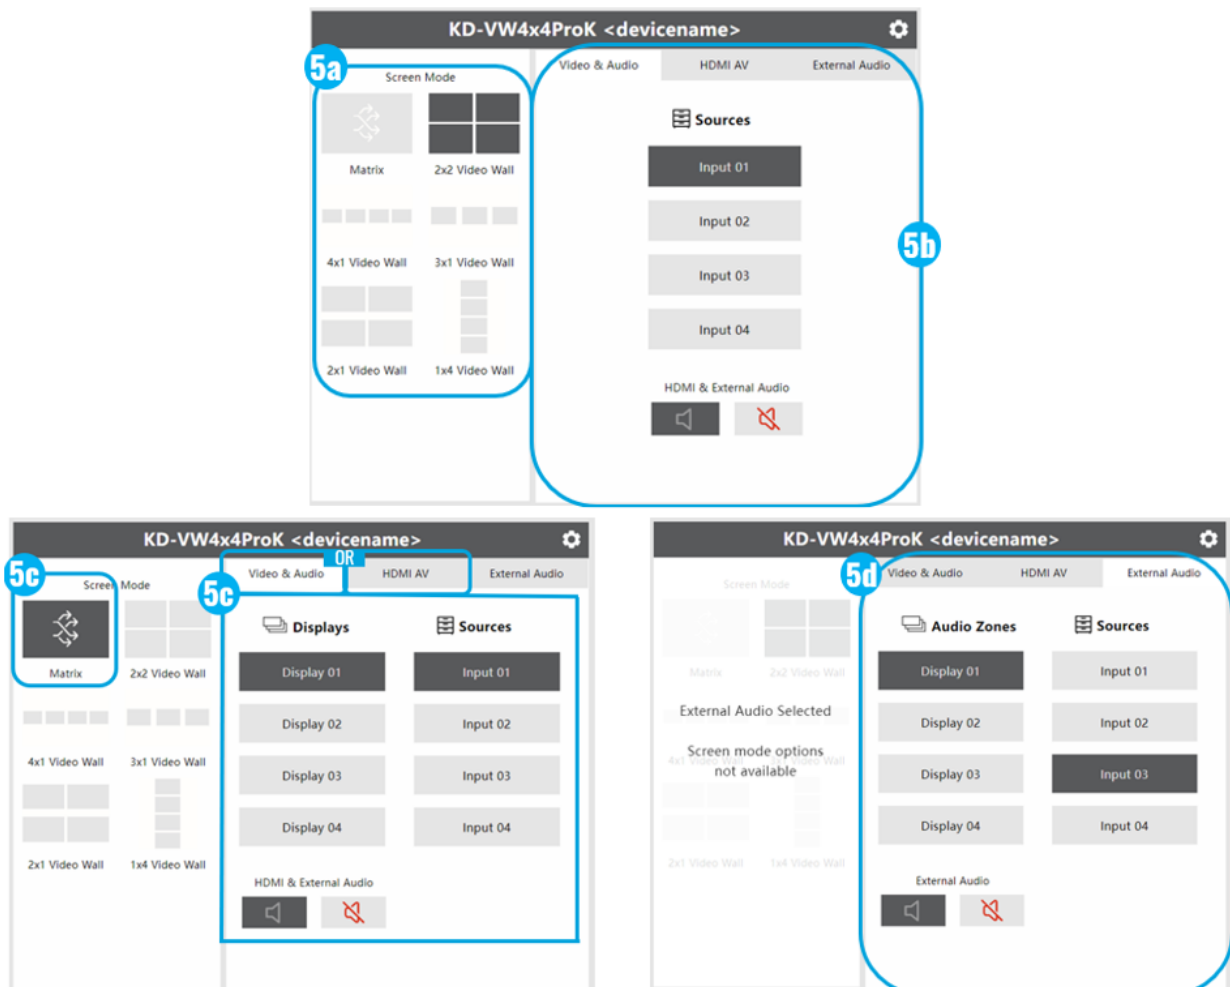 KD-VW4x4ProK <devicename>
5a
Screen Mode
Matrix
2x2 Video Wall
4x1 Video Wall
3x1 Video Wall
2x1 Video Wall
1x4 Video Wall
5b
Video & Audio
HDMI AV
External Audio
Sources
Input 01
Input 02
Input 03
Input 04
HDMI & External Audio
KD-VW4x4ProK <devicename>
5c
Screen Mode
Matrix
2x2 Video Wall
4x1 Video Wall
3x1 Video Wall
2x1 Video Wall
1x4 Video Wall
5c
Video & Audio
OR
HDMI AV
External Audio
Displays
Sources
Display 01
Input 01
Display 02
Input 02
Display 03
Input 03
Display 04
Input 04
HDMI & External Audio
KD-VW4x4ProK <devicename>
Screen Mode
Matrix
2x2 Video Wall
External Audio Selected
Screen mode options
not available
4x1 Video Wall
3x1 Video Wall
2x1 Video Wall
1x4 Video Wall
5d
Video & Audio
HDMI AV
External Audio
Audio Zones
Sources
Display 01
Input 01
Display 02
Input 02
Display 03
Input 03
Display 04
Input 04
External Audio